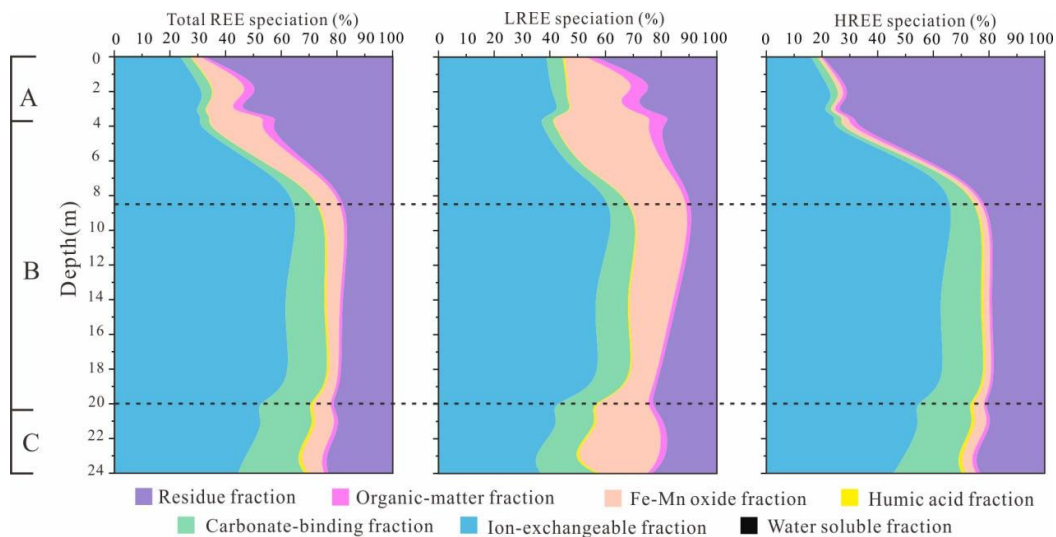 Total REE speciation (%)
LREE speciation (%)
HREE speciation (%)
0 10 20 30 40 50 60 70 80 90 100
0 10 20 30 40 50 60 70 80 90 100
0 10 20 30 40 50 60 70 80 90 100
Depth(m)
0
2
4
6
8
10
12
14
16
18
20
22
24
A
B
C
Residue fraction
Organic-matter fraction
Fe-Mn oxide fraction
Humic acid fraction
Carbonate-binding fraction
Ion-exchangeable fraction
Water soluble fraction